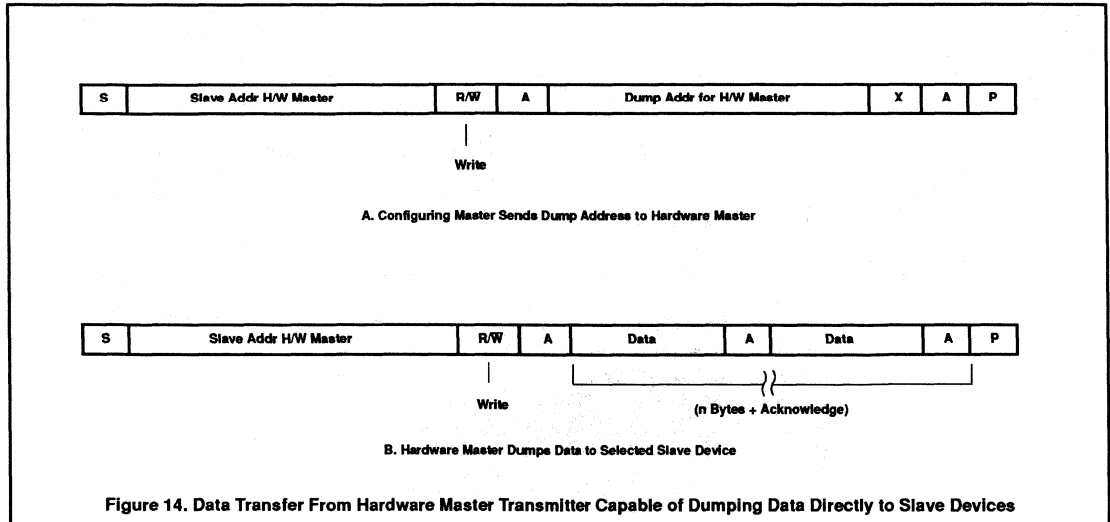 S Slave Addr H/W Master R/W̅ A Dump Addr for H/W Master X A P
Write
A. Configuring Master Sends Dump Address to Hardware Master
S Slave Addr H/W Master R/W̅ A Data A Data A P
Write
(n Bytes + Acknowledge)
B. Hardware Master Dumps Data to Selected Slave Device
Figure 14. Data Transfer From Hardware Master Transmitter Capable of Dumping Data Directly to Slave Devices